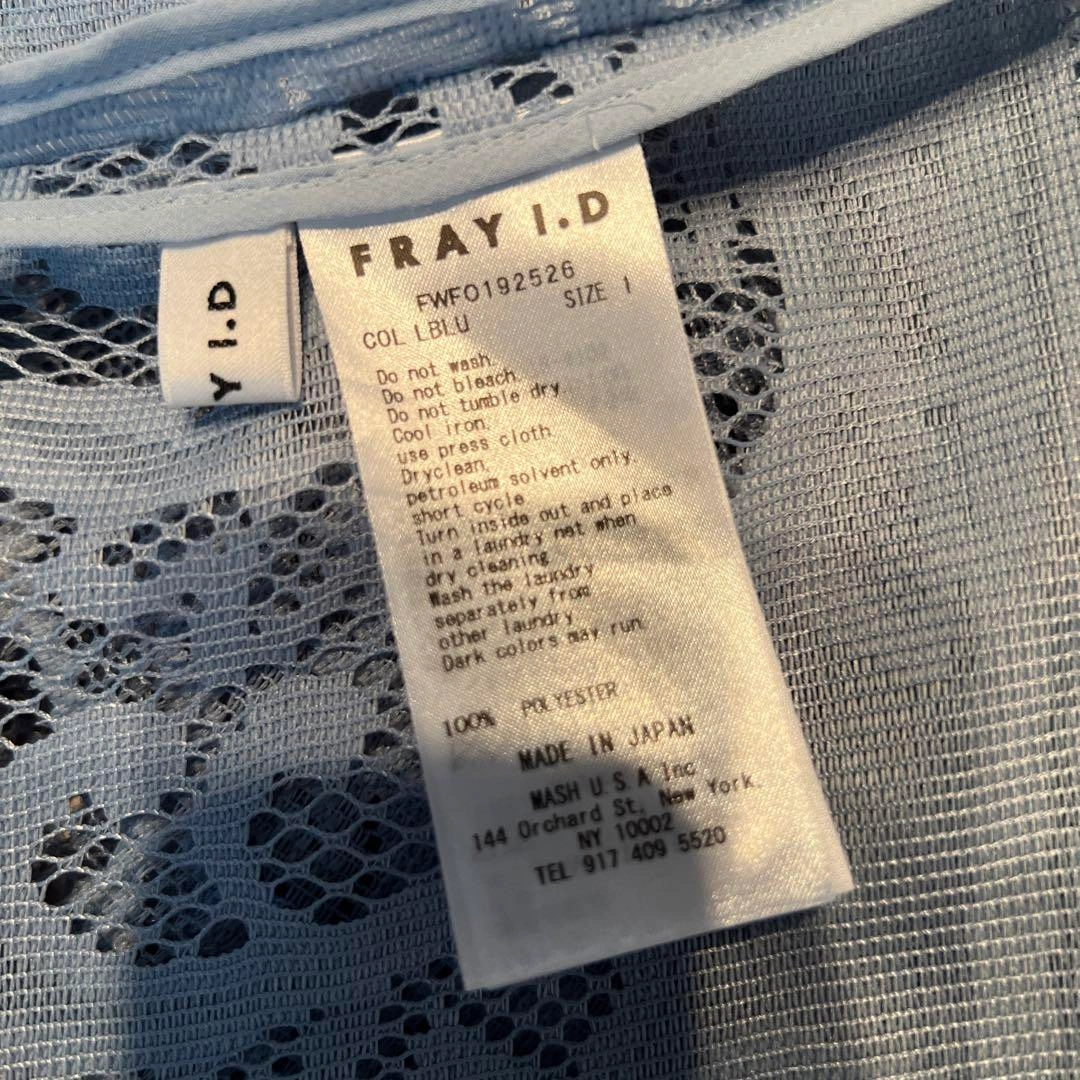 FRAY I.D
FWFO192526
SIZE 1
COL LBLU
Do not wash.
Do not bleach.
Do not tumble dry
Cool iron.
use press cloth
Dryclean.
petroleum solvent only.
short cycle
Turn inside out and place
in a laundry net when
dry cleaning
Wash the laundry
separately from
other laundry
Dark colors may run.
100% POLYESTER
MADE IN JAPAN
MASH U.S.A Inc
144 Orchard St, New York.
NY 10002
TEL 917 409 5520
Y I.D